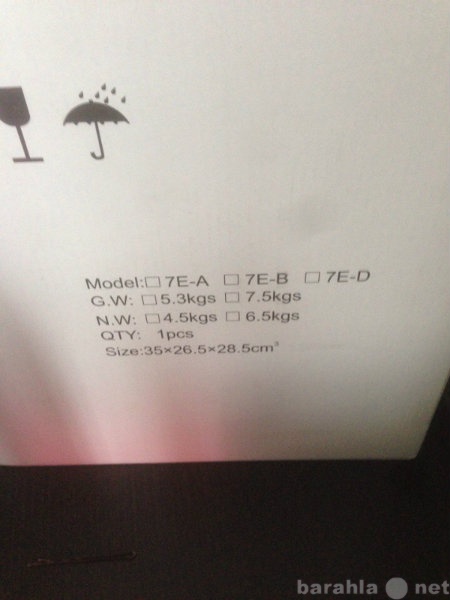 Model:☐7E-A ☐7E-B ☐7E-D
G.W: ☐5.3kgs ☐7.5kgs
N.W: ☐4.5kgs ☐6.5kgs
QTY: 1pcs
Size:35×26.5×28.5cm³
barahla net